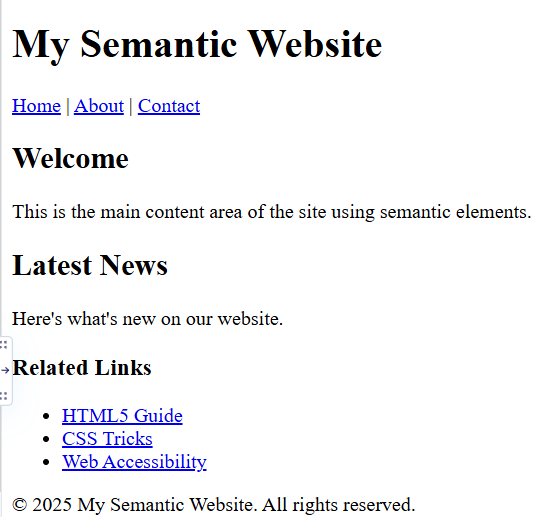 My Semantic Website
Home | About | Contact
Welcome
This is the main content area of the site using semantic elements.
Latest News
Here's what's new on our website.
Related Links
HTML5 Guide
CSS Tricks
Web Accessibility
© 2025 My Semantic Website. All rights reserved.